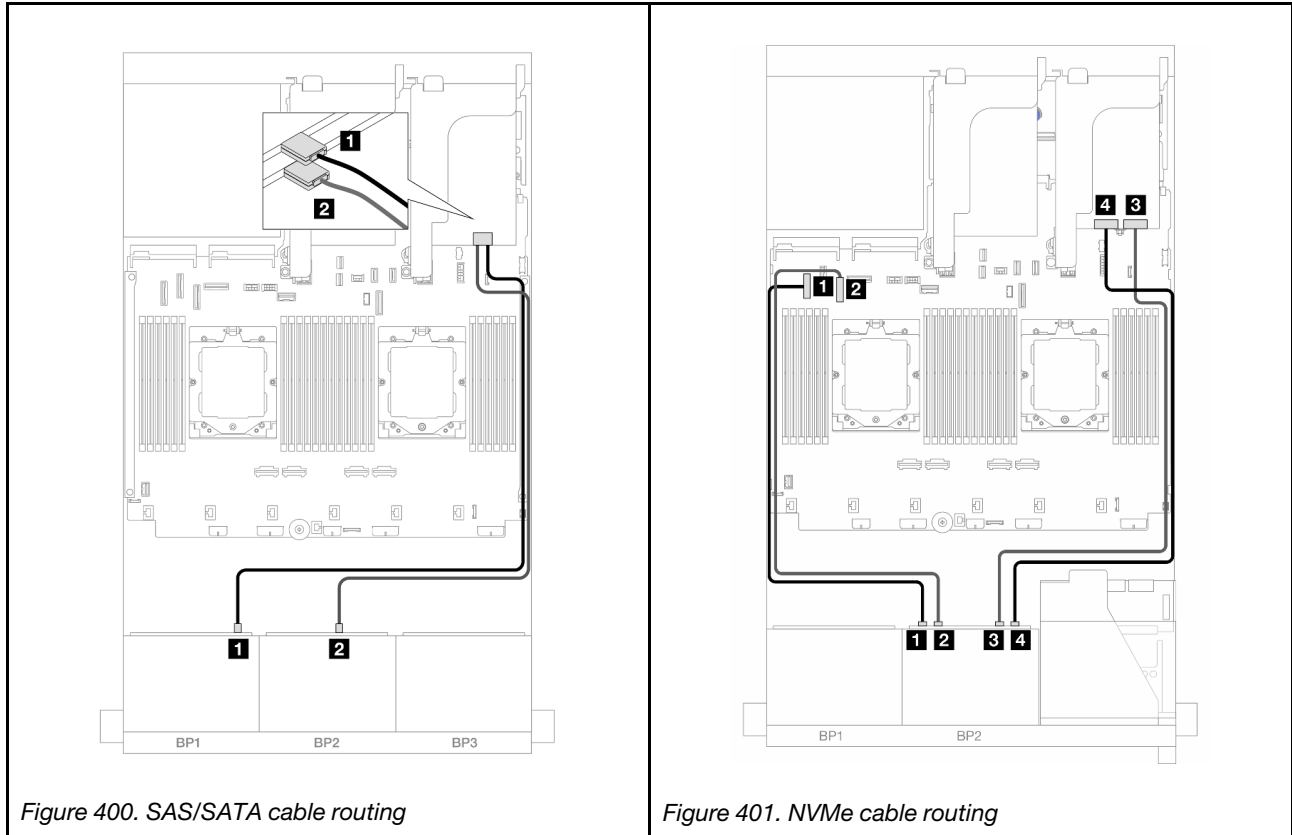 1
2
1
2
BP1
BP2
BP3
Figure 400. SAS/SATA cable routing
4
3
1
2
1
2
3
4
BP1
BP2
Figure 401. NVMe cable routing